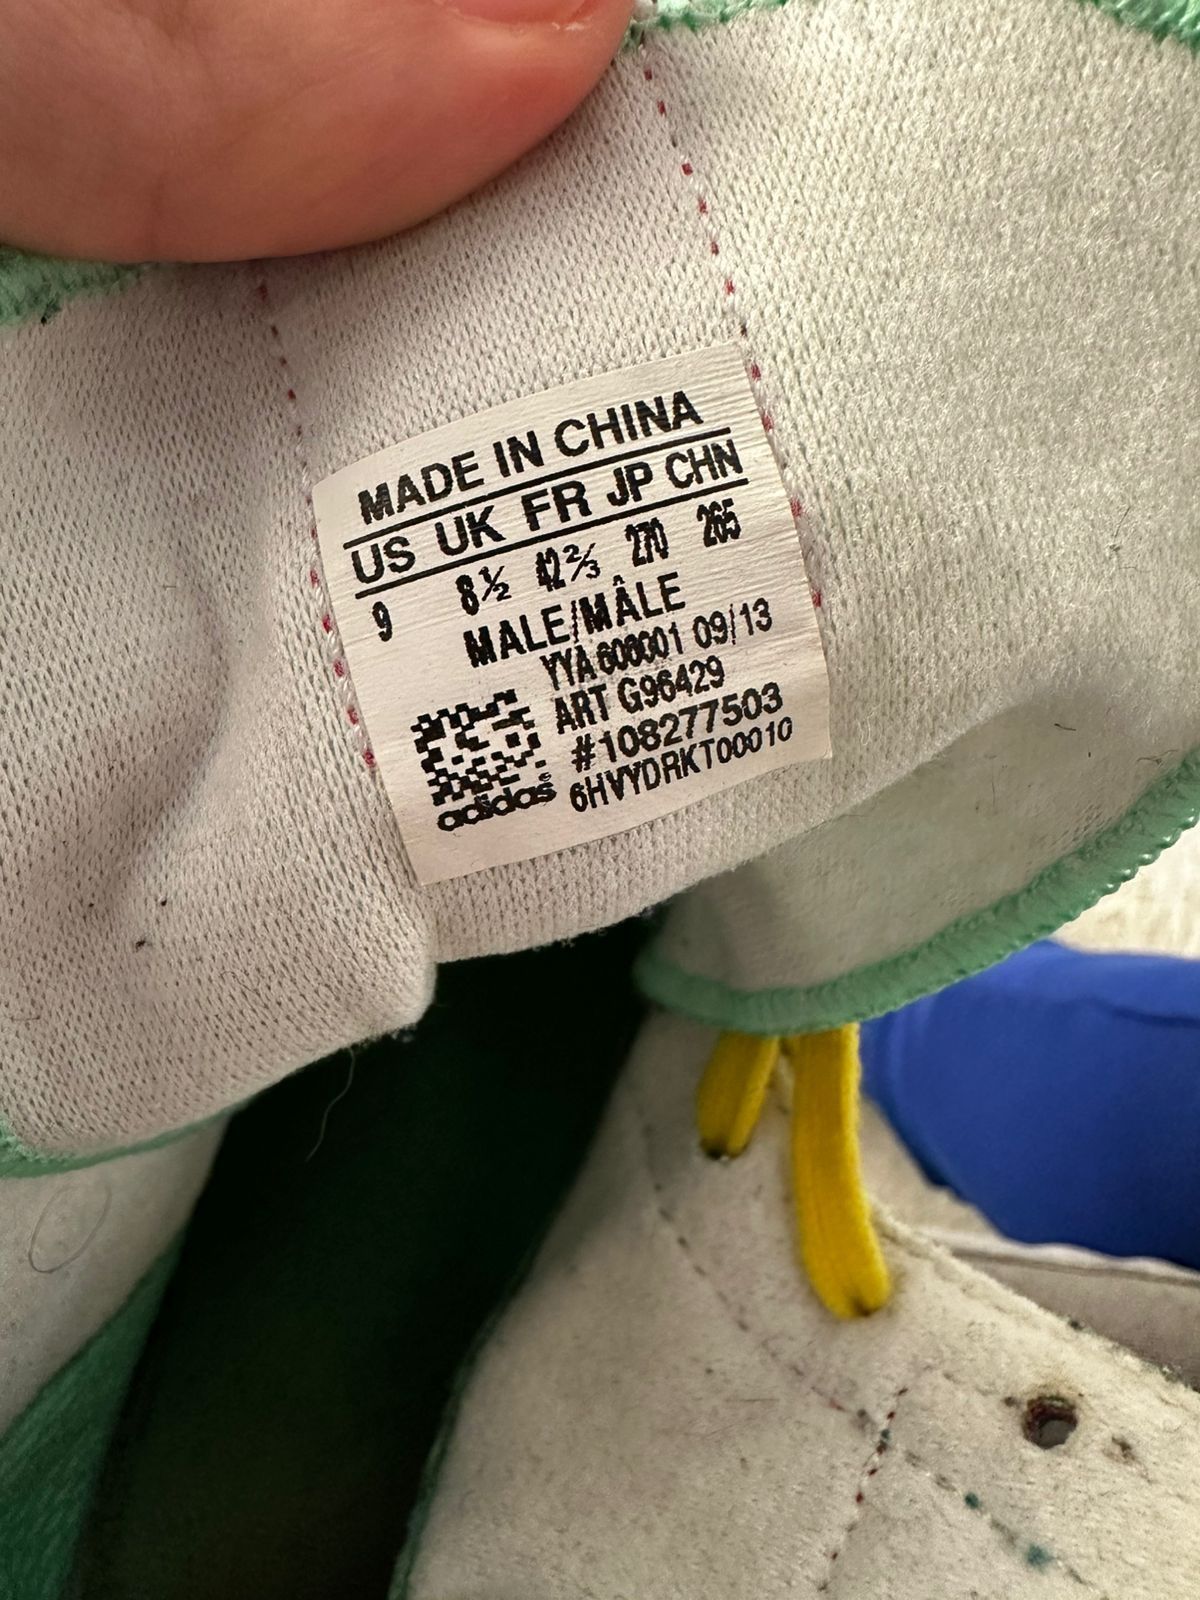 MADE IN CHINA
US UK FR JP CHN
9 8½ 42⅔ 270 265
MALE/MÂLE
YYA 606001 09/13
ART G96429
#108277503
6HVYDRKT00010
adidas